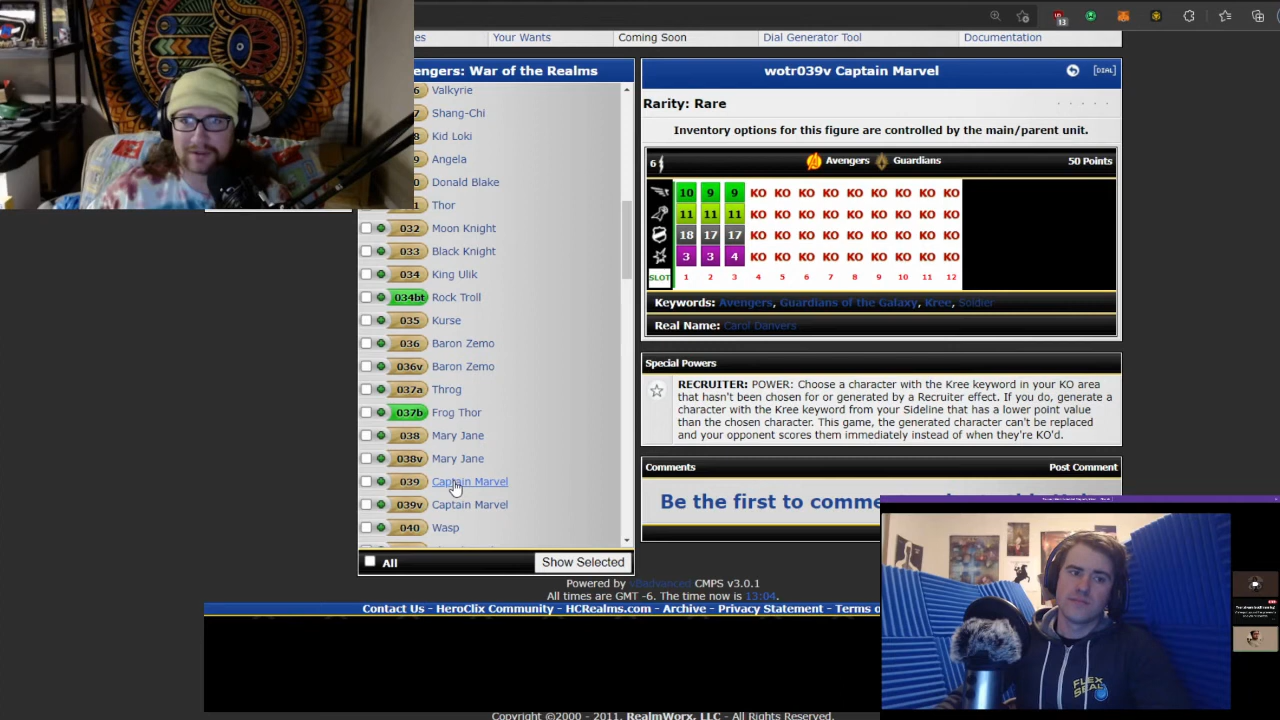 Your Wants
Coming Soon
Dial Generator Tool
Documentation
engers: War of the Realms
Valkyrie
Shang-Chi
Kid Loki
Angela
Donald Blake
Thor
032 Moon Knight
033 Black Knight
034 King Ulik
034bt Rock Troll
035 Kurse
036 Baron Zemo
036v Baron Zemo
037a Throg
037b Frog Thor
038 Mary Jane
038v Mary Jane
039 Captain Marvel
039v Captain Marvel
040 Wasp
All
Show Selected
wotr039v Captain Marvel
[DIAL]
Rarity: Rare
Inventory options for this figure are controlled by the main/parent unit.
6 Avengers Guardians 50 Points
10 9 9 KO KO KO KO KO KO KO KO KO
11 11 11 KO KO KO KO KO KO KO KO KO
18 17 17 KO KO KO KO KO KO KO KO KO
3 3 4 KO KO KO KO KO KO KO KO KO
SLOT 1 2 3 4 5 6 7 8 9 10 11 12
Keywords: Avengers, Guardians of the Galaxy, Kree, Soldier
Real Name: Carol Danvers
Special Powers
RECRUITER: POWER: Choose a character with the Kree keyword in your KO area
that hasn't been chosen for or generated by a Recruiter effect. If you do, generate a
character with the Kree keyword from your Sideline that has a lower point value
than the chosen character. This game, the generated character can't be replaced
and your opponent scores them immediately instead of when they're KO'd.
Comments
Post Comment
Be the first to comme
Powered by vBadvanced CMPS v3.0.1
All times are GMT -6. The time now is 13:04.
Contact Us - HeroClix Community - HCRealms.com - Archive - Privacy Statement - Terms o
Copyright ©2000 - 2011, RealmWorx, LLC - All Rights Reserved.
FLEX
SEAL
13